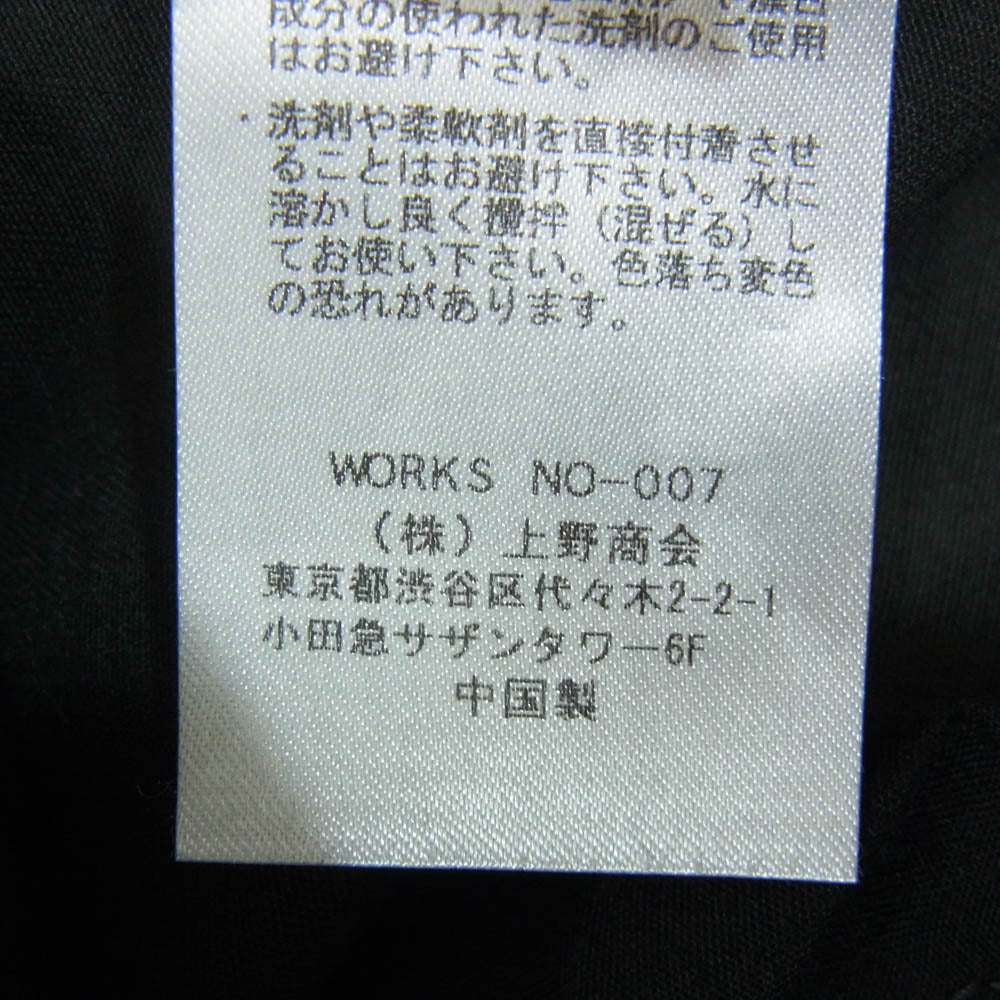 成分の使われた洗剤のご使用
はお避け下さい。
・洗剤や柔軟剤を直接付着させ
ることはお避け下さい。水に
溶かし良く攪拌（混ぜる）し
てお使い下さい。色落ち変色
の恐れがあります。
WORKS NO-007
（株）上野商会
東京都渋谷区代々木2-2-1
小田急サザンタワー6F
中国製